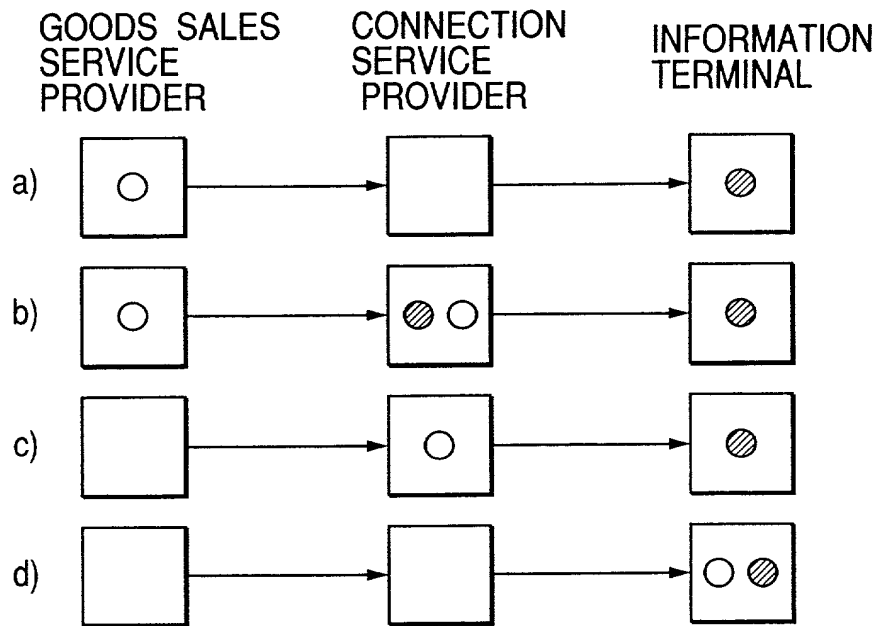 GOODS SALES
SERVICE
PROVIDER
CONNECTION
SERVICE
PROVIDER
INFORMATION
TERMINAL
a)
b)
c)
d)